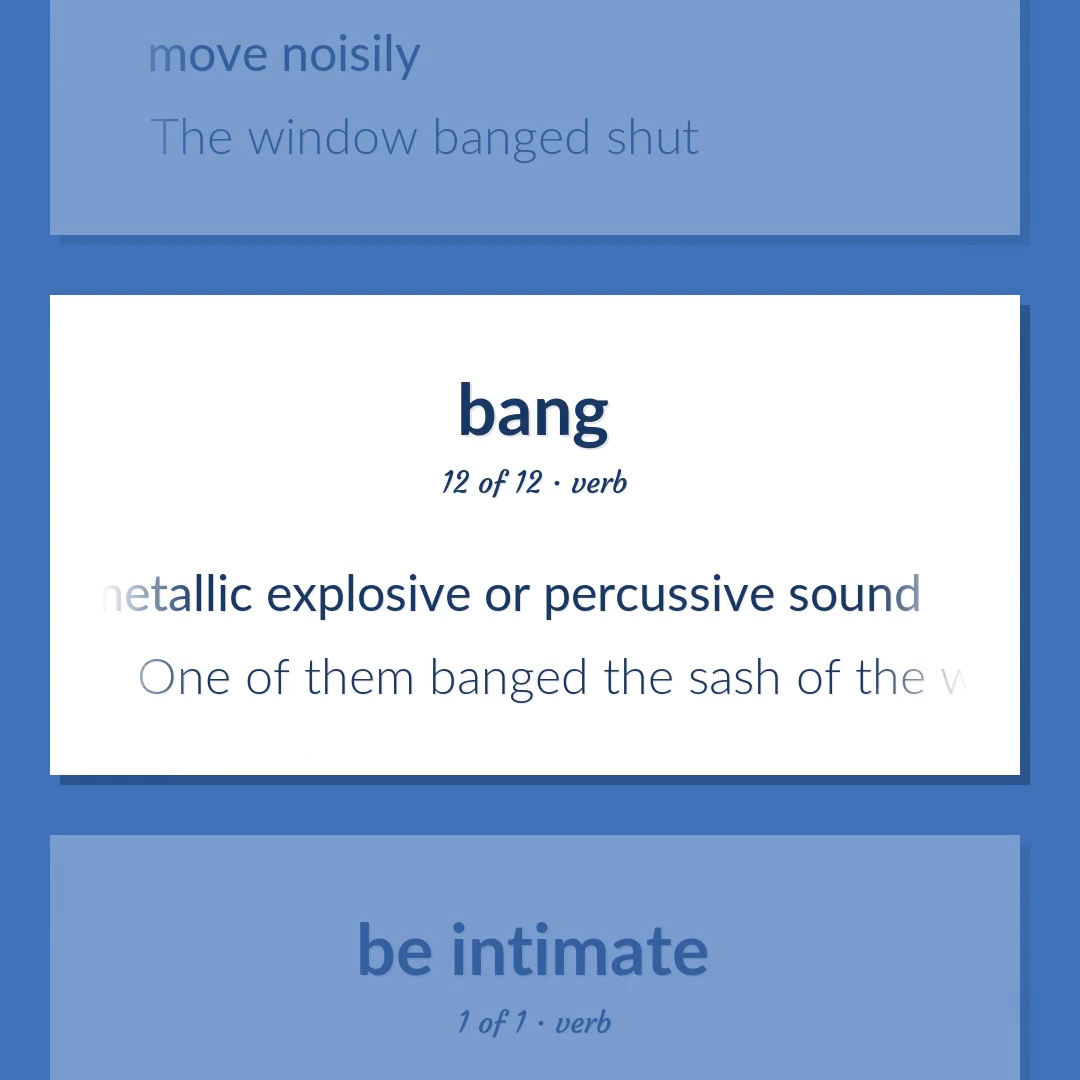 move noisily
The window banged shut
bang
12 of 12 · verb
explosive or percussive sound
One of them banged the sash of the
be intimate
1 of 1 · verb